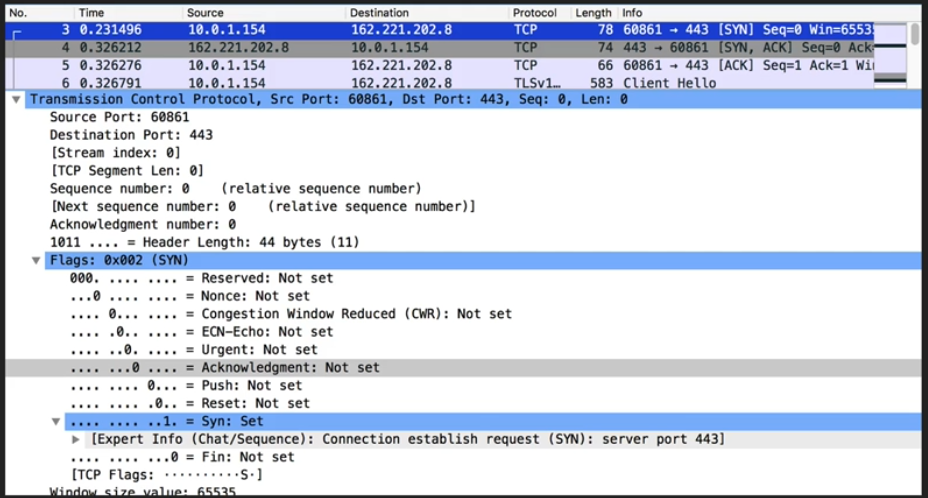 No. Time Source Destination Protocol Length Info
3 0.231496 10.0.1.154 162.221.202.8 TCP 78 60861 → 443 [SYN] Seq=0 Win=65535
4 0.326212 162.221.202.8 10.0.1.154 TCP 74 443 → 60861 [SYN, ACK] Seq=0 Ack
5 0.326276 10.0.1.154 162.221.202.8 TCP 66 60861 → 443 [ACK] Seq=1 Ack=1 Wi
6 0.326791 10.0.1.154 162.221.202.8 TLSv1… 583 Client Hello
Transmission Control Protocol, Src Port: 60861, Dst Port: 443, Seq: 0, Len: 0
Source Port: 60861
Destination Port: 443
[Stream index: 0]
[TCP Segment Len: 0]
Sequence number: 0 (relative sequence number)
[Next sequence number: 0 (relative sequence number)]
Acknowledgment number: 0
1011 .... = Header Length: 44 bytes (11)
Flags: 0x002 (SYN)
000. .... .... = Reserved: Not set
...0 .... .... = Nonce: Not set
.... 0... .... = Congestion Window Reduced (CWR): Not set
.... .0.. .... = ECN-Echo: Not set
.... ..0. .... = Urgent: Not set
.... ...0 .... = Acknowledgment: Not set
.... .... 0... = Push: Not set
.... .... .0.. = Reset: Not set
.... .... ..1. = Syn: Set
[Expert Info (Chat/Sequence): Connection establish request (SYN): server port 443]
.... .... ...0 = Fin: Not set
[TCP Flags: ··········S·]
Window size value: 65535